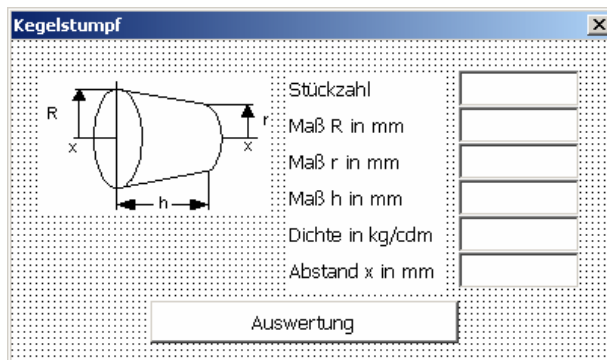 Kegelstumpf
Stückzahl
R
r
Maß R in mm
x
x
Maß r in mm
h
Maß h in mm
Dichte in kg/cdm
Abstand x in mm
Auswertung